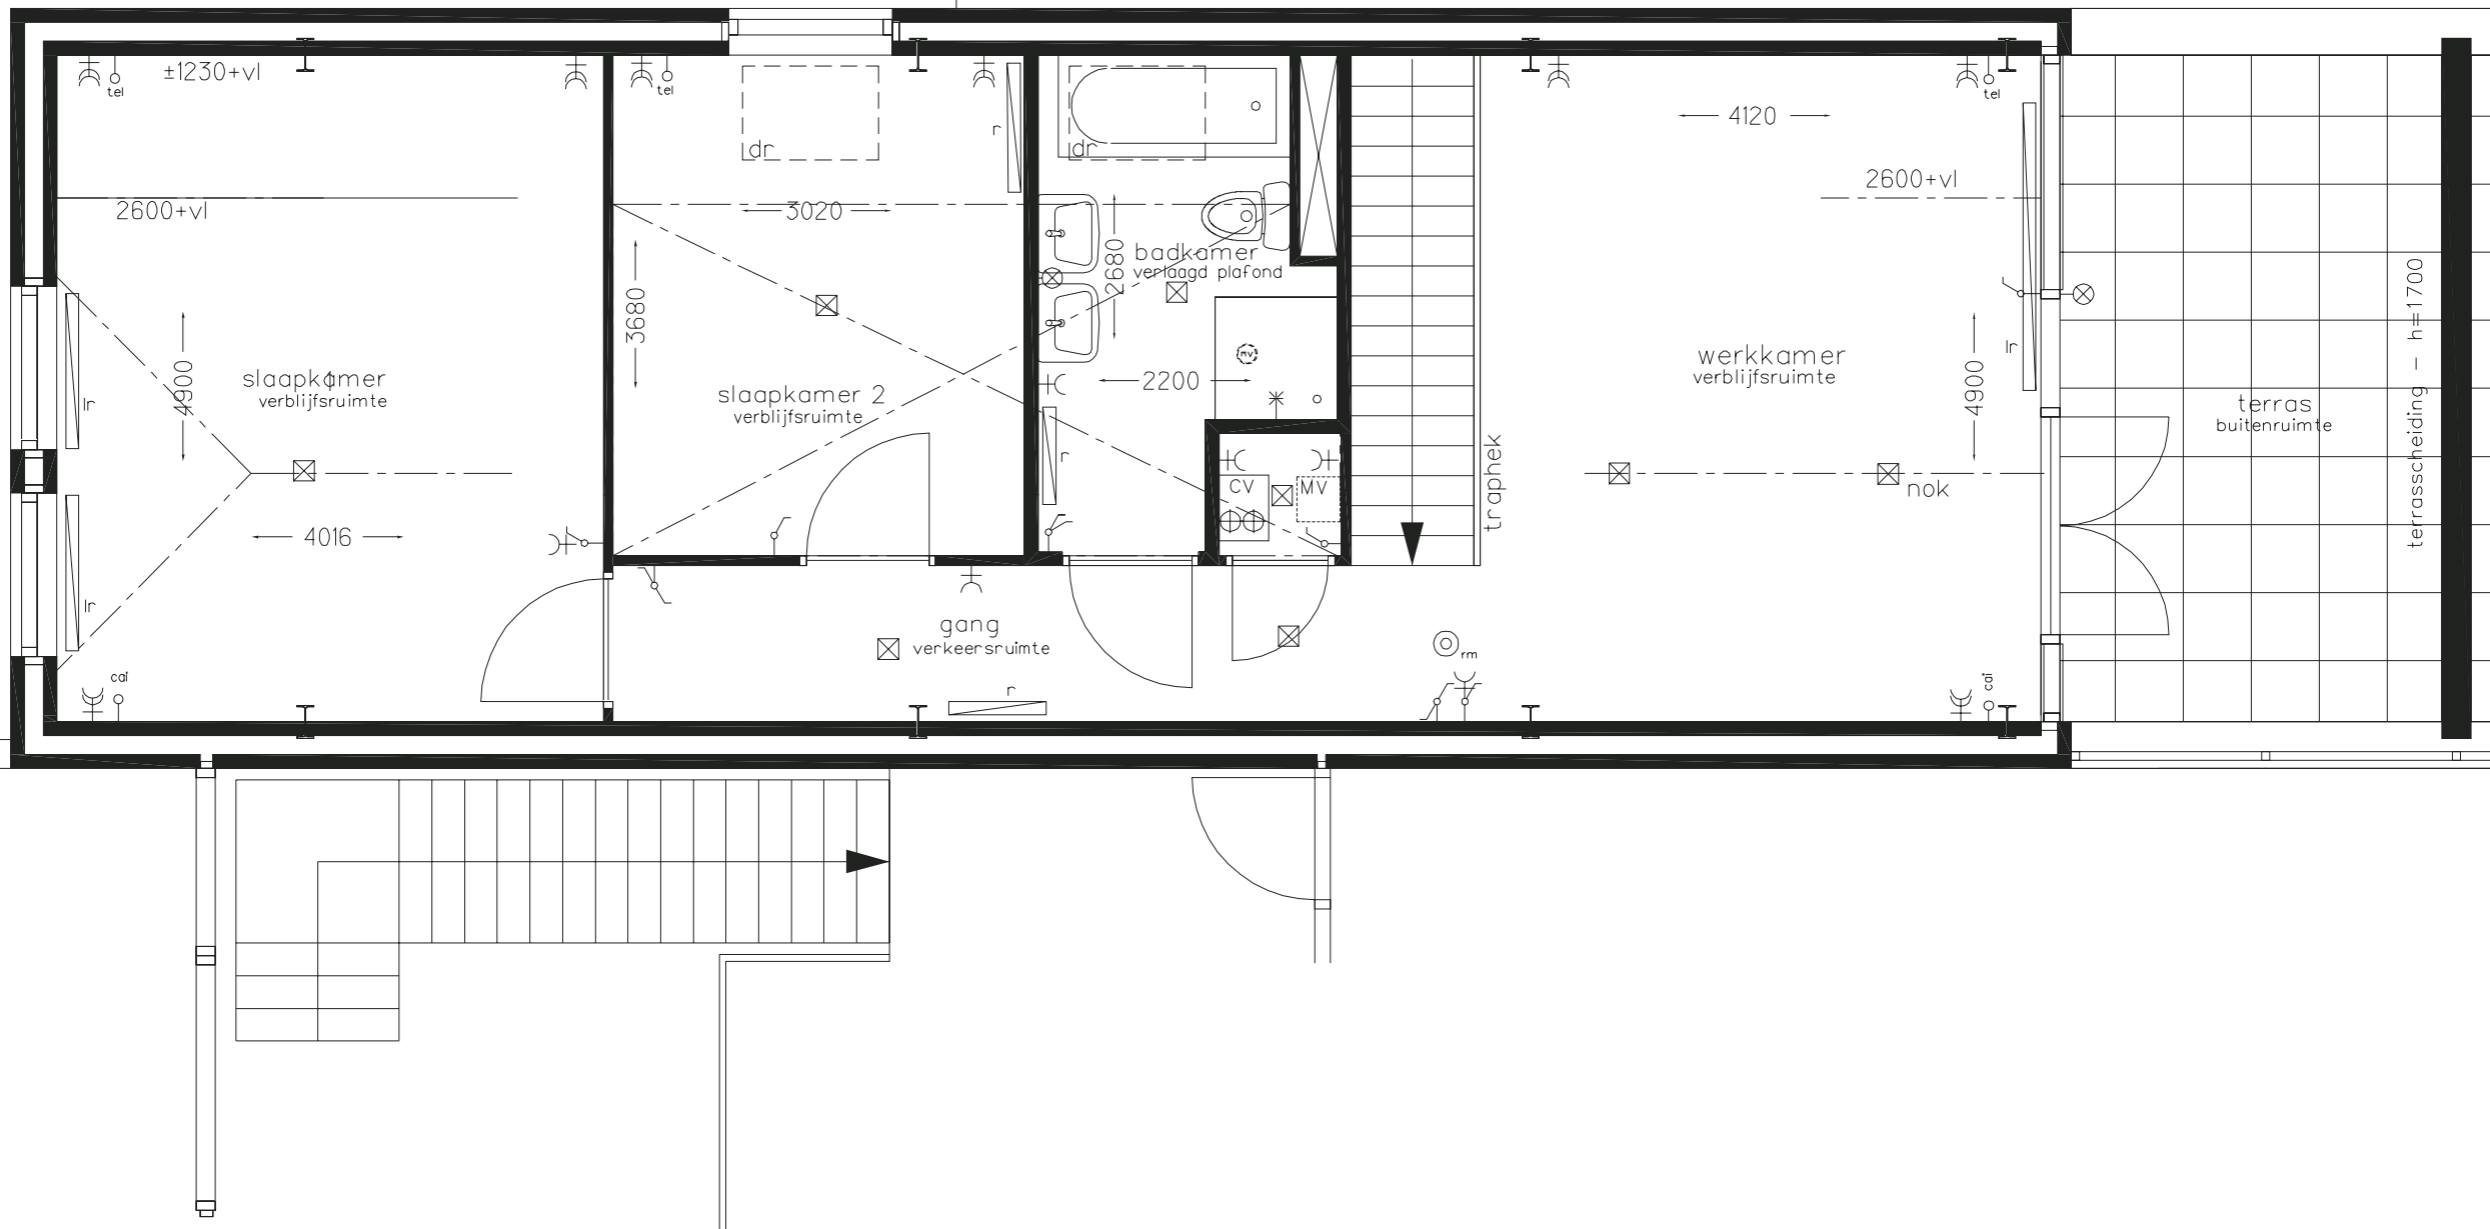 ±1230+vl
tel
tel
tel
4120
dr
dr
r
2600+vl
3020
2600+vl
badkamer
verlaagd plafond
2680
3680
4900
slaapkamer
verblijfsruimte
lr
slaapkamer 2
verblijfsruimte
2200
mv
werkkamer
verblijfsruimte
4900
lr
terras
buitenruimte
terrasscheiding - h=1700
r
traphek
CV
MV
nok
4016
lr
gang
verkeersruimte
rm
cai
r
cai